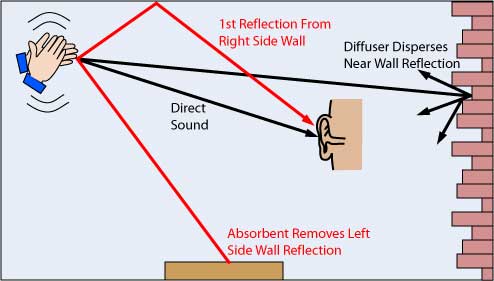 1st Reflection From
Right Side Wall
Diffuser Disperses
Near Wall Reflection
Direct
Sound
Absorbent Removes Left
Side Wall Reflection